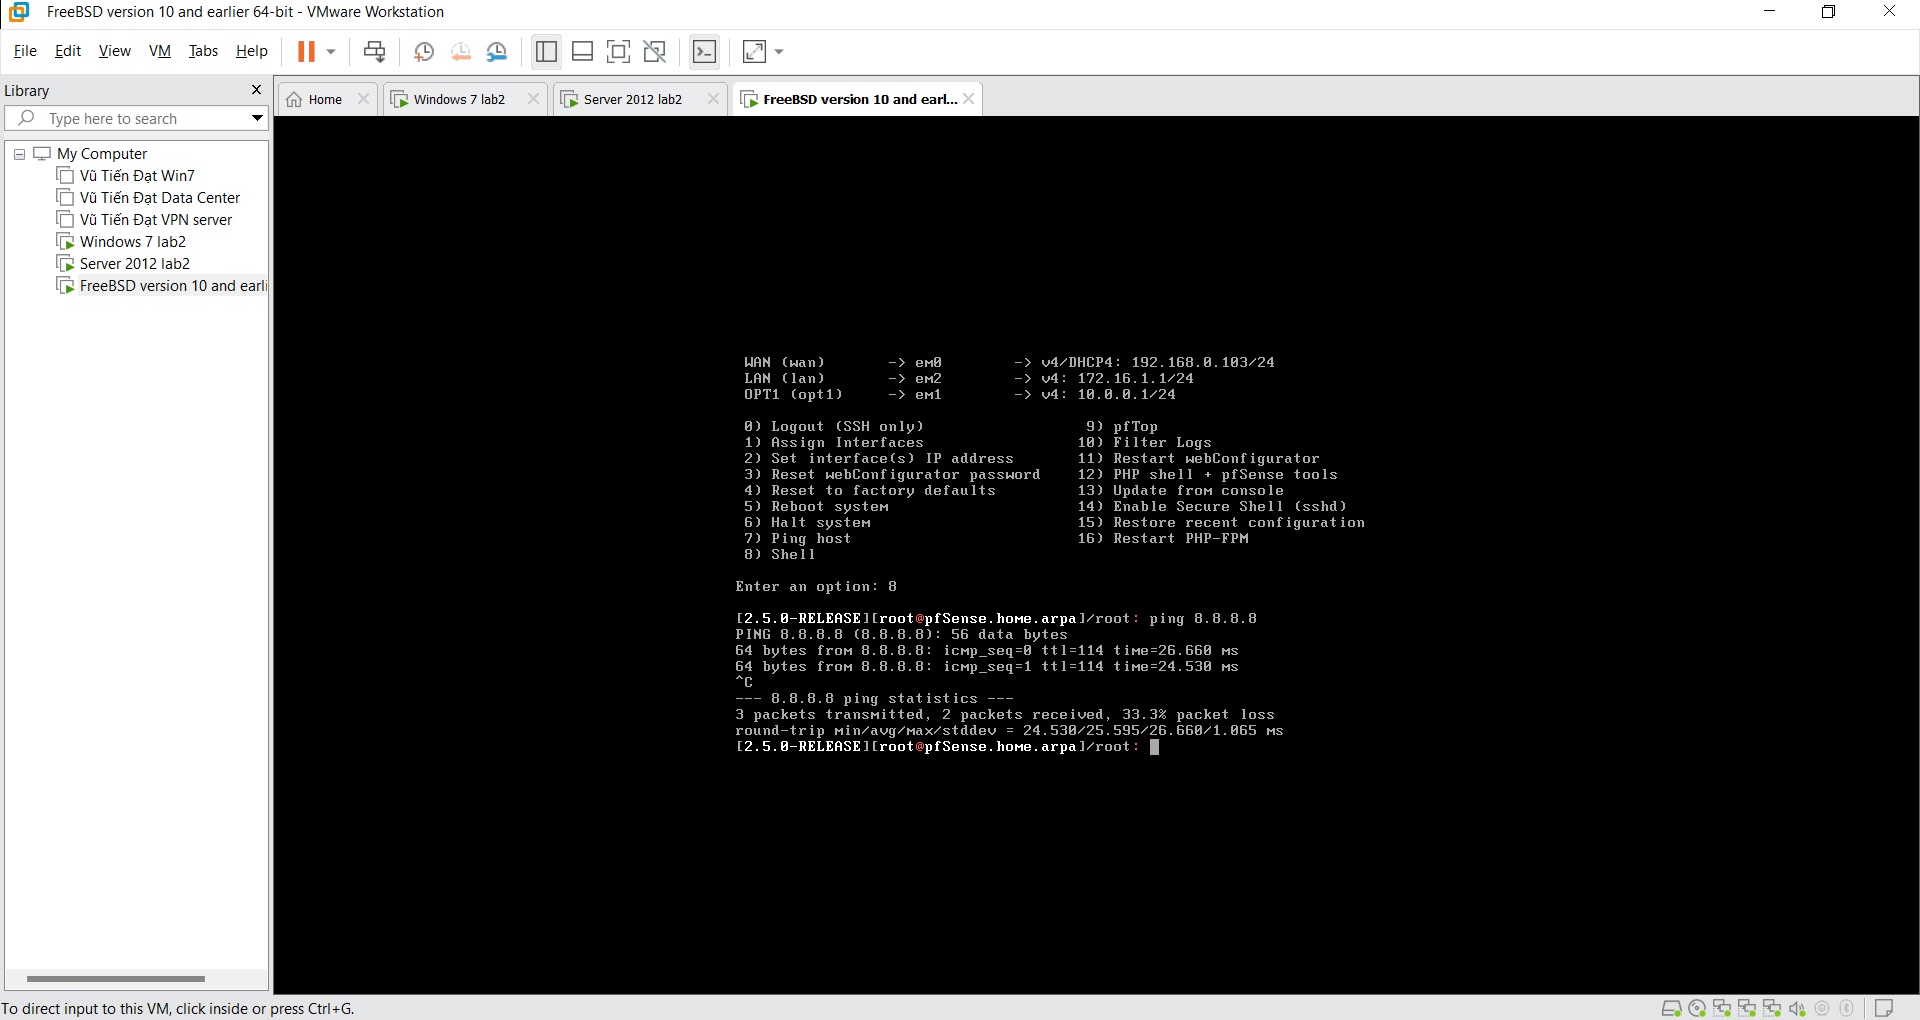 FreeBSD version 10 and earlier 64-bit - VMware Workstation
File Edit View VM Tabs Help
Library
Home
Windows 7 lab2
Server 2012 lab2
FreeBSD version 10 and earl...
Type here to search
My Computer
Vũ Tiến Đạt Win7
Vũ Tiến Đạt Data Center
Vũ Tiến Đạt VPN server
Windows 7 lab2
Server 2012 lab2
FreeBSD version 10 and earli
WAN (wan) -> em0 -> v4/DHCP4: 192.168.0.103/24
LAN (lan) -> em2 -> v4: 172.16.1.1/24
OPT1 (opt1) -> em1 -> v4: 10.0.0.1/24
0) Logout (SSH only) 9) pfTop
1) Assign Interfaces 10) Filter Logs
2) Set interface(s) IP address 11) Restart webConfigurator
3) Reset webConfigurator password 12) PHP shell + pfSense tools
4) Reset to factory defaults 13) Update from console
5) Reboot system 14) Enable Secure Shell (sshd)
6) Halt system 15) Restore recent configuration
7) Ping host 16) Restart PHP-FPM
8) Shell
Enter an option: 8
[2.5.0-RELEASE][root@pfSense.home.arpa]/root: ping 8.8.8.8
PING 8.8.8.8 (8.8.8.8): 56 data bytes
64 bytes from 8.8.8.8: icmp_seq=0 ttl=114 time=26.660 ms
64 bytes from 8.8.8.8: icmp_seq=1 ttl=114 time=24.530 ms
^C
--- 8.8.8.8 ping statistics ---
3 packets transmitted, 2 packets received, 33.3% packet loss
round-trip min/avg/max/stddev = 24.530/25.595/26.660/1.065 ms
[2.5.0-RELEASE][root@pfSense.home.arpa]/root:
To direct input to this VM, click inside or press Ctrl+G.